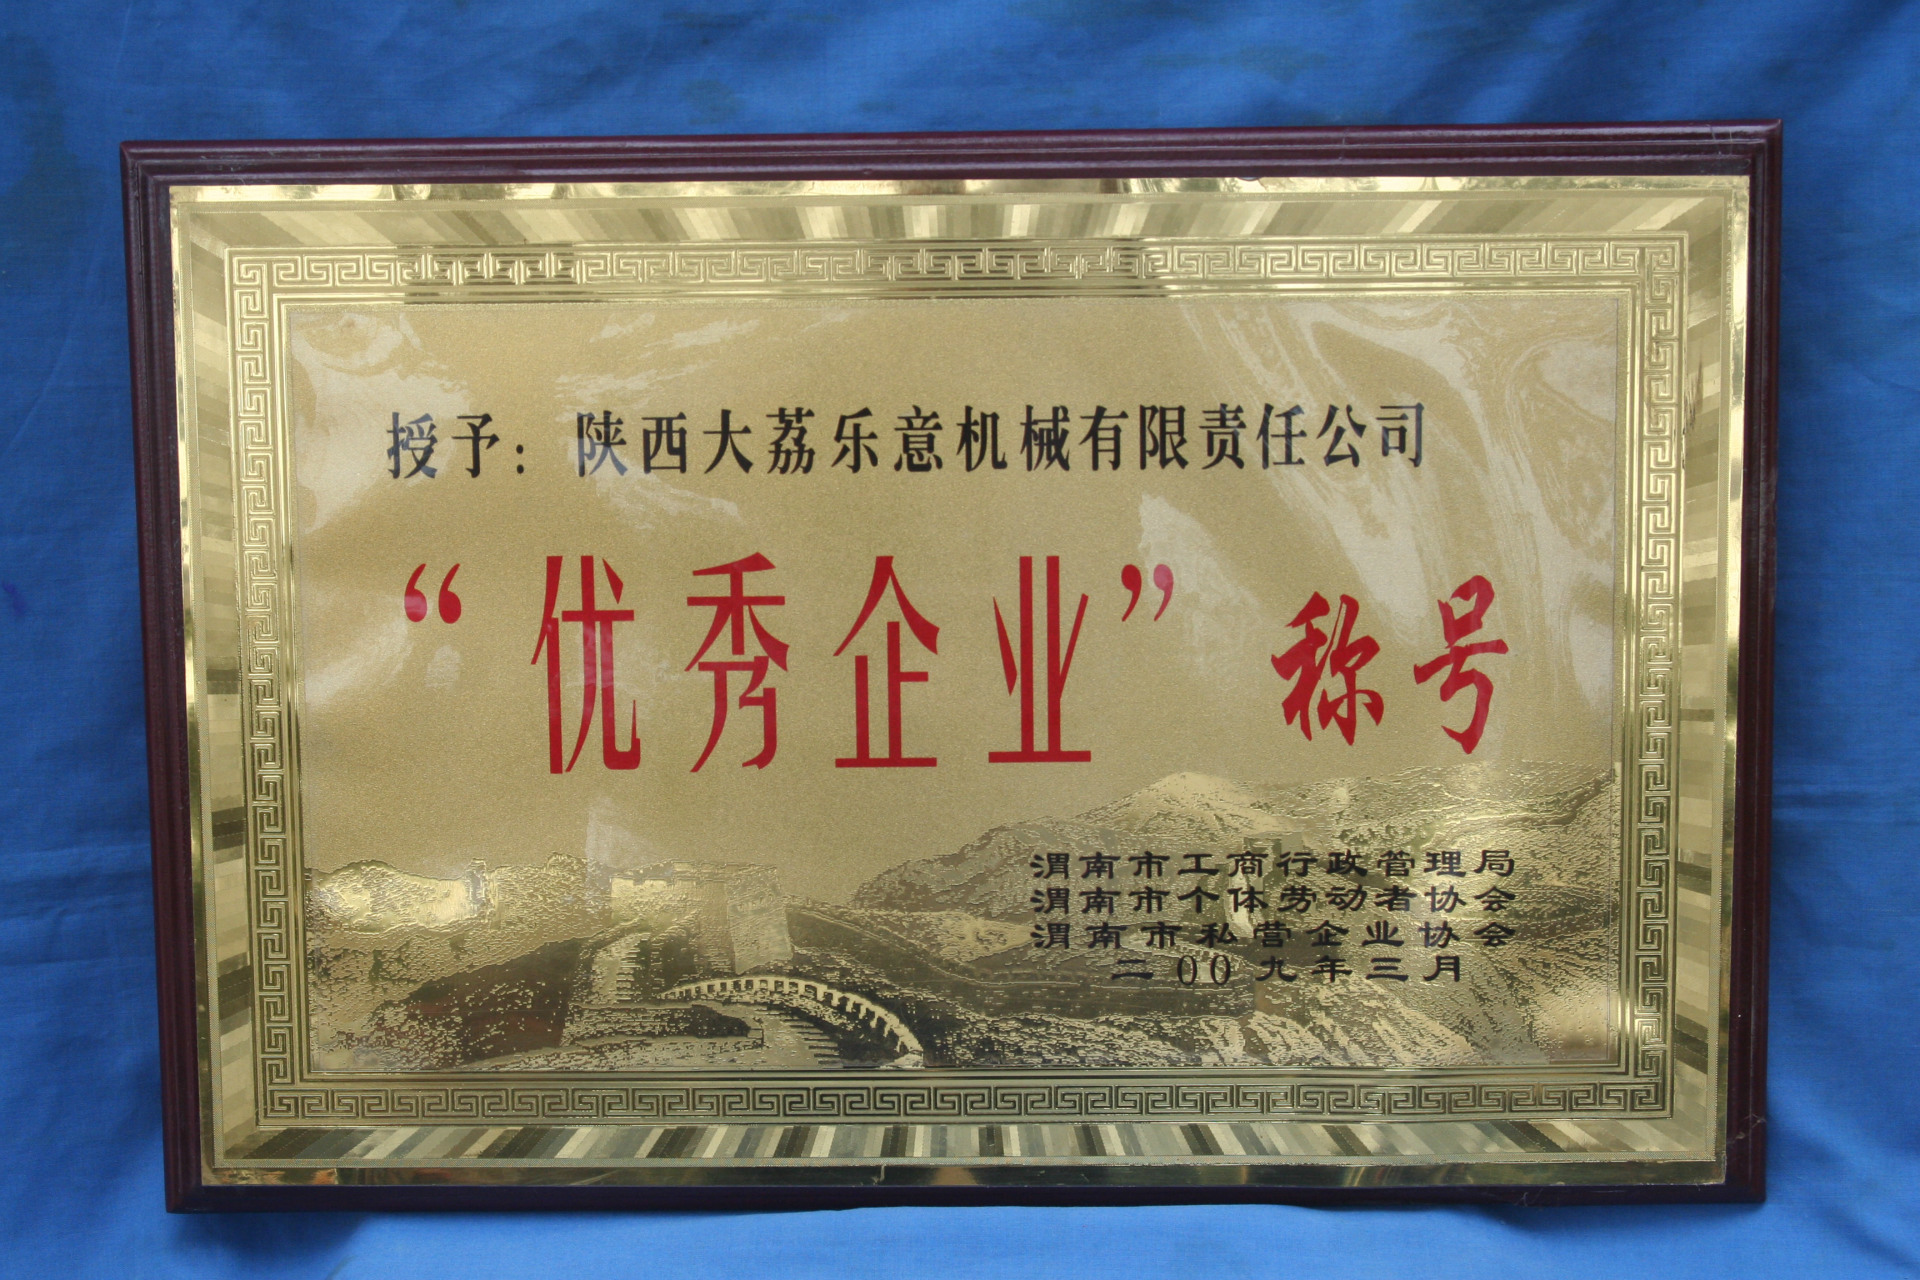 授予：陕西大荔乐意机械有限责任公司
“优秀企业”称号
渭南市工商行政管理局
渭南市个体劳动者协会
渭南市私营企业协会
二00九年三月